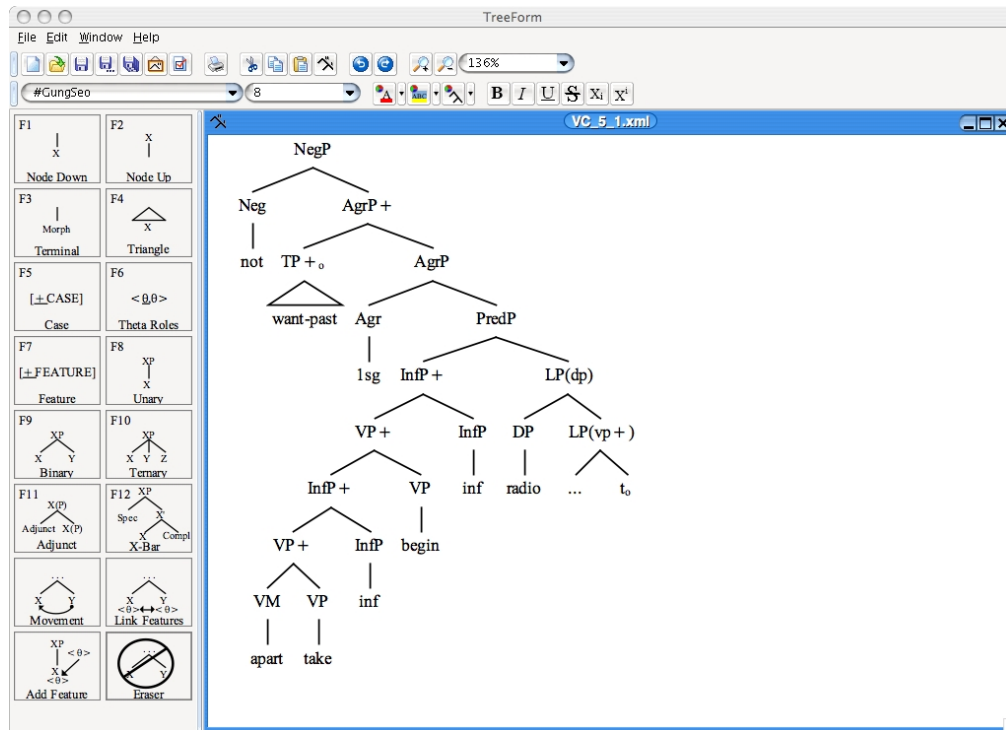 TreeForm
File Edit Window Help
136%
#GungSeo 8 A ABC B I U S Xi Xi
VC_5_1.xml
F1 X Node Down
F2 X Node Up
F3 Morph Terminal
F4 X Triangle
F5 [+CASE] Case
F6 <θ,θ> Theta Roles
F7 [+FEATURE] Feature
F8 XP X Unary
F9 XP X Y Binary
F10 XP X Y Z Ternary
F11 X(P) Adjunct X(P) Adjunct
F12 XP Spec X' X Compl X-Bar
... X Y Movement
... X Y <θ> <θ> Link Features
XP <θ> X <θ> Add Feature
... X Y Eraser
NegP
Neg AgrP+
not TP+o AgrP
want-past Agr PredP
1sg InfP+ LP(dp)
VP+ InfP DP LP(vp+)
InfP+ VP inf radio ... to
VP+ InfP begin
VM VP inf
apart take